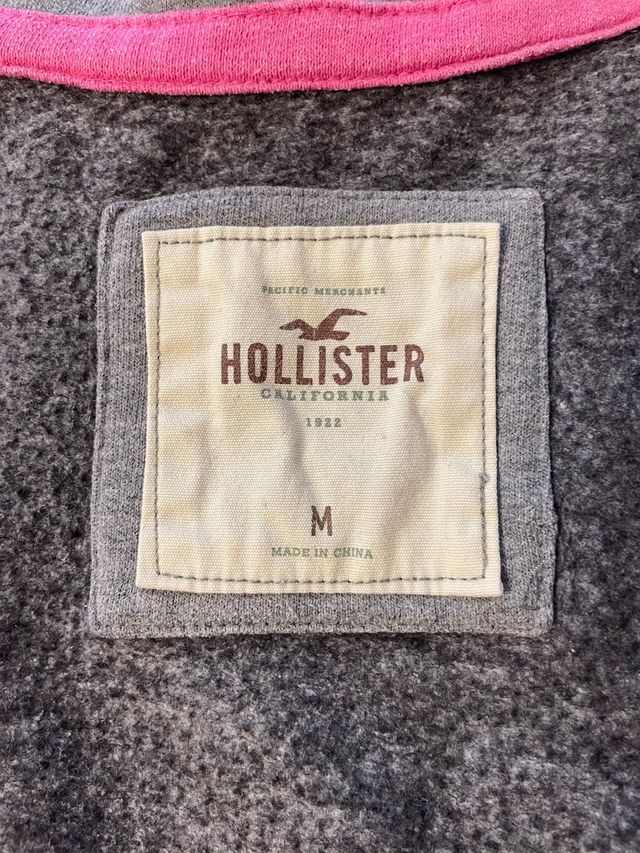 PACIFIC MERCHANTS
HOLLISTER
CALIFORNIA
1922
M
MADE IN CHINA